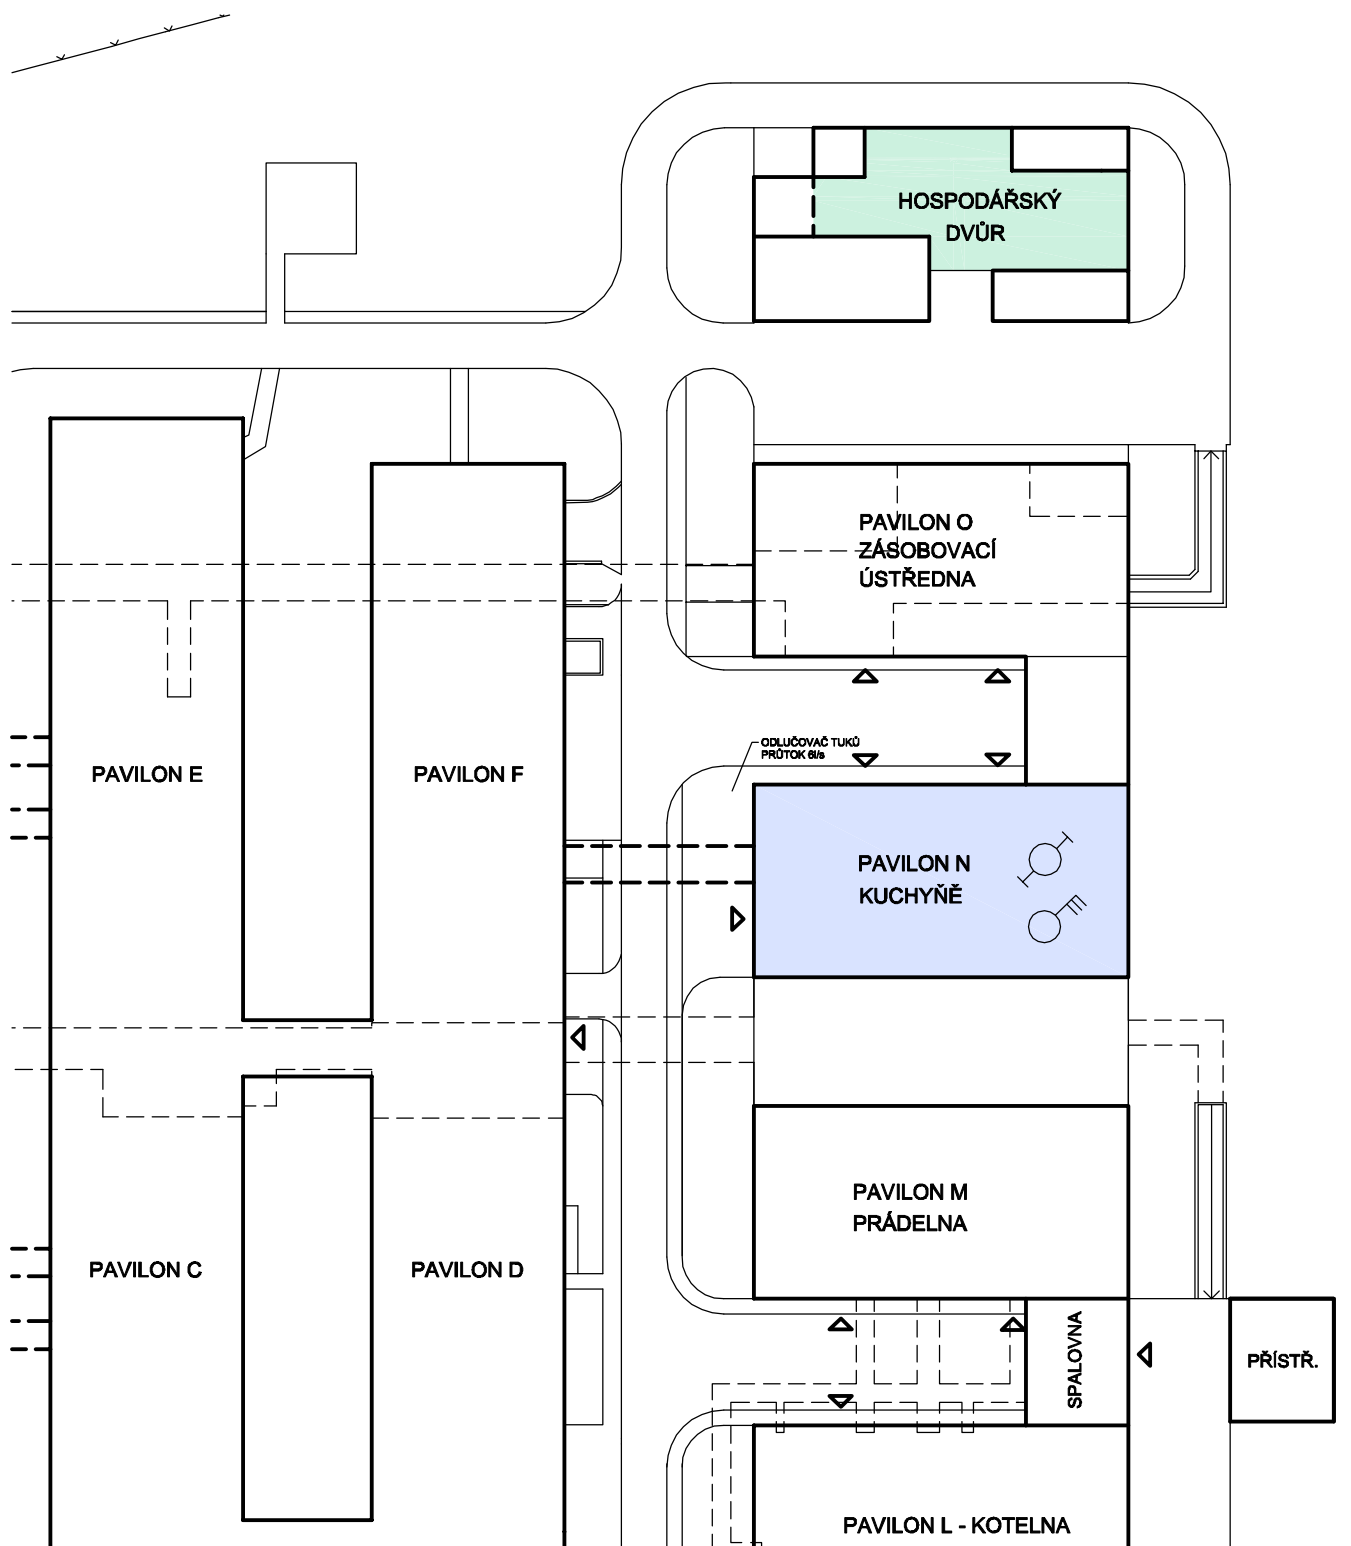 HOSPODÁŘSKÝ
DVŮR
PAVILON O
ZÁSOBOVACÍ
ÚSTŘEDNA
ODLUČOVAČ TUKŮ
PRŮTOK 6l/s
PAVILON E
PAVILON F
PAVILON N
KUCHYŇĚ
PAVILON M
PRÁDELNA
PAVILON C
PAVILON D
SPALOVNA
PŘÍSTŘ.
PAVILON L - KOTELNA